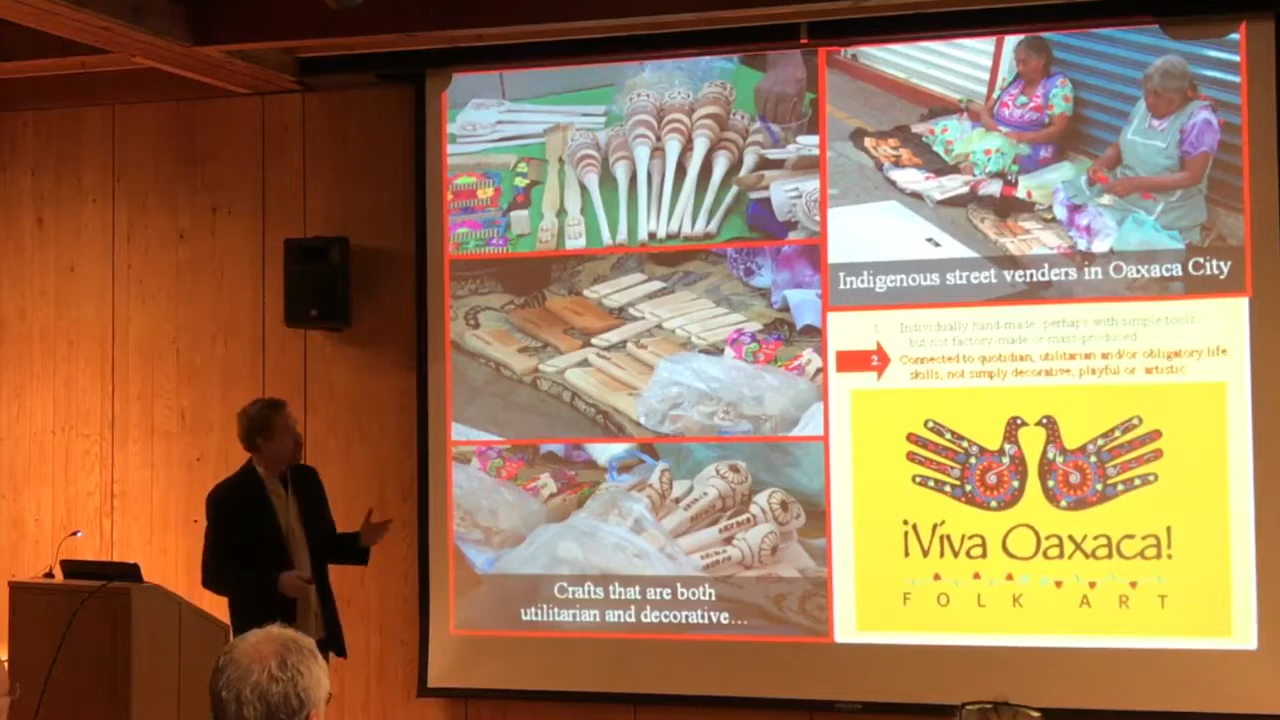 Indigenous street venders in Oaxaca City
1. Individually hand-made, perhaps with simple tools
but not factory-made or mass-produced
2. Connected to quotidian, utilitarian and/or obligatory life
skills, not simply decorative, playful or artistic
¡Viva Oaxaca!
FOLK ART
OAXACA
Crafts that are both
utilitarian and decorative...